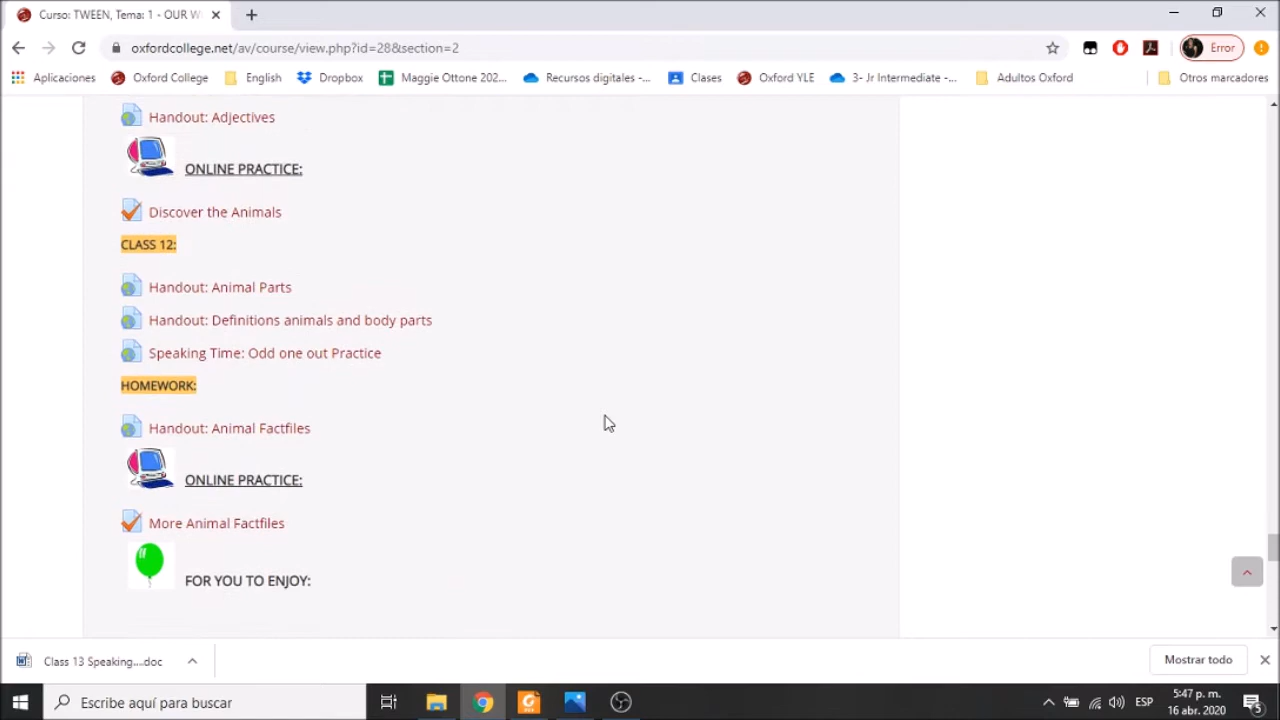 Curso: TWEEN, Tema: 1 - OUR W
oxfordcollege.net/av/course/view.php?id=28&section=2
Error
Aplicaciones
Oxford College
English
Dropbox
Maggie Ottone 202...
Recursos digitales -...
Clases
Oxford YLE
3- Jr Intermediate -...
Adultos Oxford
Otros marcadores
Handout: Adjectives
ONLINE PRACTICE:
Discover the Animals
CLASS 12:
Handout: Animal Parts
Handout: Definitions animals and body parts
Speaking Time: Odd one out Practice
HOMEWORK:
Handout: Animal Factfiles
ONLINE PRACTICE:
More Animal Factfiles
FOR YOU TO ENJOY:
Class 13 Speaking....doc
Mostrar todo
Escribe aquí para buscar
ESP
5:47 p. m.
16 abr. 2020
5